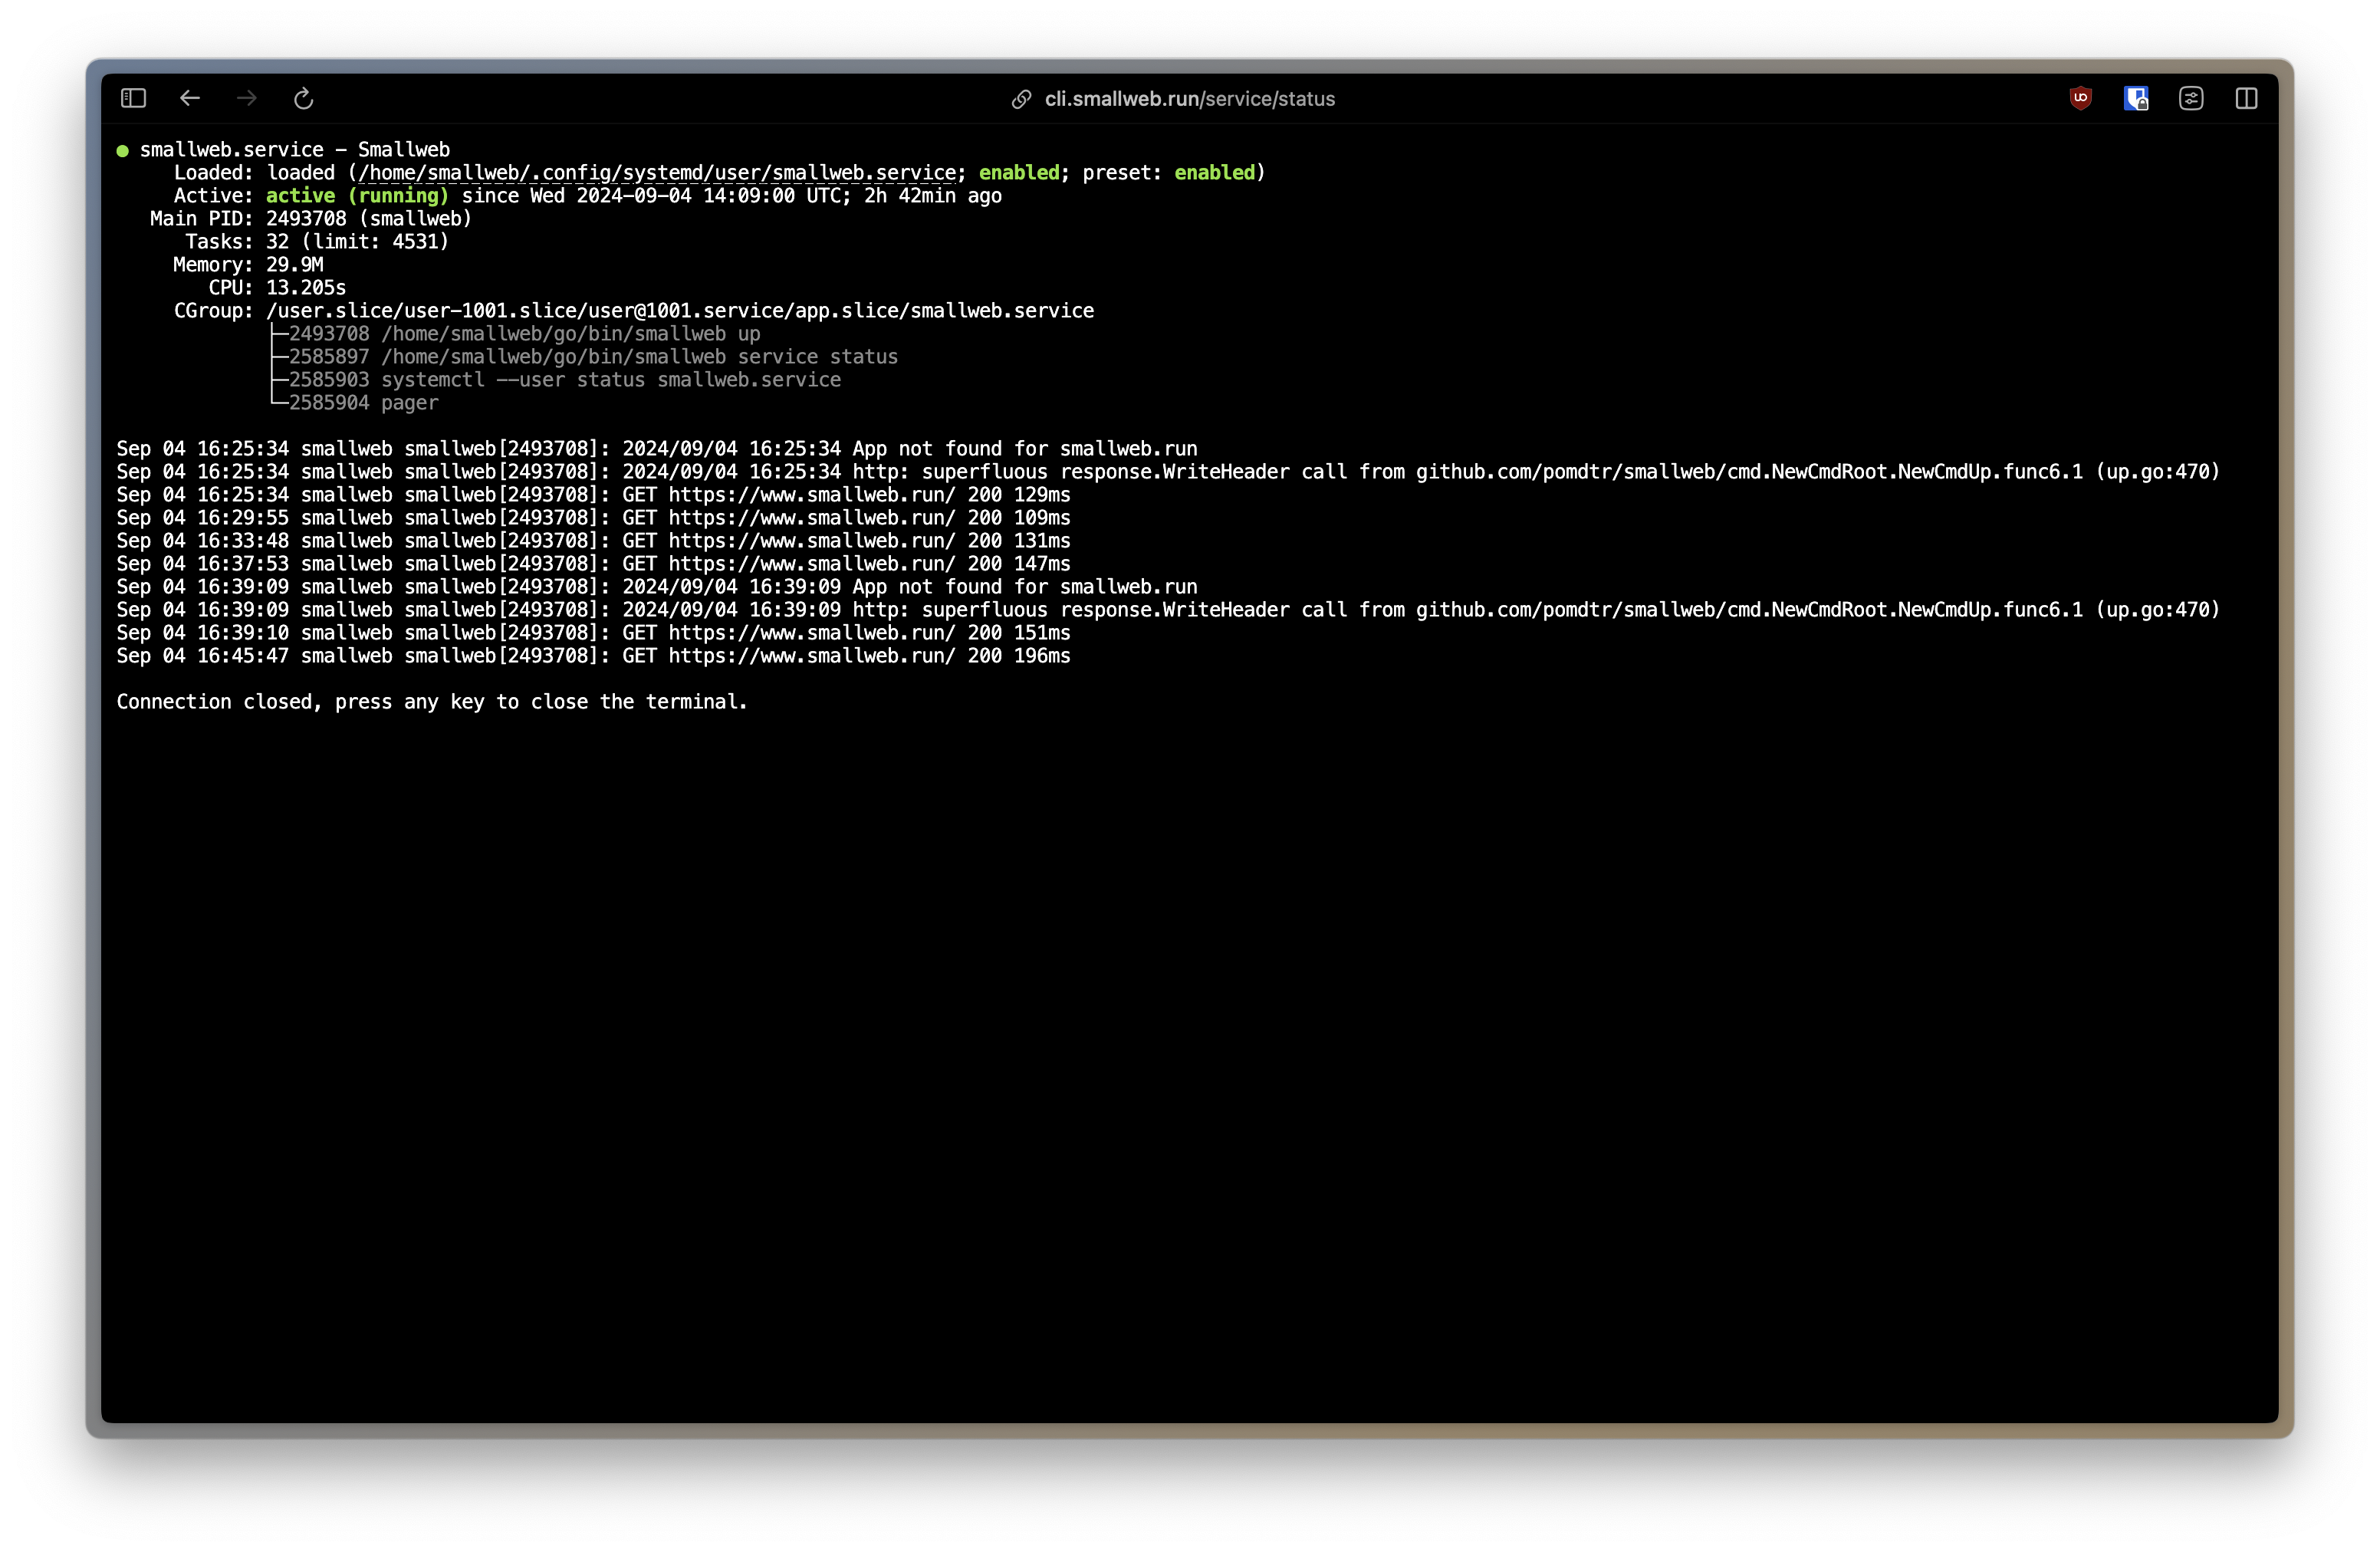 cli.smallweb.run/service/status
● smallweb.service - Smallweb
     Loaded: loaded (/home/smallweb/.config/systemd/user/smallweb.service; enabled; preset: enabled)
     Active: active (running) since Wed 2024-09-04 14:09:00 UTC; 2h 42min ago
   Main PID: 2493708 (smallweb)
      Tasks: 32 (limit: 4531)
     Memory: 29.9M
        CPU: 13.205s
     CGroup: /user.slice/user-1001.slice/user@1001.service/app.slice/smallweb.service
             ├─2493708 /home/smallweb/go/bin/smallweb up
             ├─2585897 /home/smallweb/go/bin/smallweb service status
             ├─2585903 systemctl --user status smallweb.service
             └─2585904 pager
Sep 04 16:25:34 smallweb smallweb[2493708]: 2024/09/04 16:25:34 App not found for smallweb.run
Sep 04 16:25:34 smallweb smallweb[2493708]: 2024/09/04 16:25:34 http: superfluous response.WriteHeader call from github.com/pomdtr/smallweb/cmd.NewCmdRoot.NewCmdUp.func6.1 (up.go:470)
Sep 04 16:25:34 smallweb smallweb[2493708]: GET https://www.smallweb.run/ 200 129ms
Sep 04 16:29:55 smallweb smallweb[2493708]: GET https://www.smallweb.run/ 200 109ms
Sep 04 16:33:48 smallweb smallweb[2493708]: GET https://www.smallweb.run/ 200 131ms
Sep 04 16:37:53 smallweb smallweb[2493708]: GET https://www.smallweb.run/ 200 147ms
Sep 04 16:39:09 smallweb smallweb[2493708]: 2024/09/04 16:39:09 App not found for smallweb.run
Sep 04 16:39:09 smallweb smallweb[2493708]: 2024/09/04 16:39:09 http: superfluous response.WriteHeader call from github.com/pomdtr/smallweb/cmd.NewCmdRoot.NewCmdUp.func6.1 (up.go:470)
Sep 04 16:39:10 smallweb smallweb[2493708]: GET https://www.smallweb.run/ 200 151ms
Sep 04 16:45:47 smallweb smallweb[2493708]: GET https://www.smallweb.run/ 200 196ms
Connection closed, press any key to close the terminal.